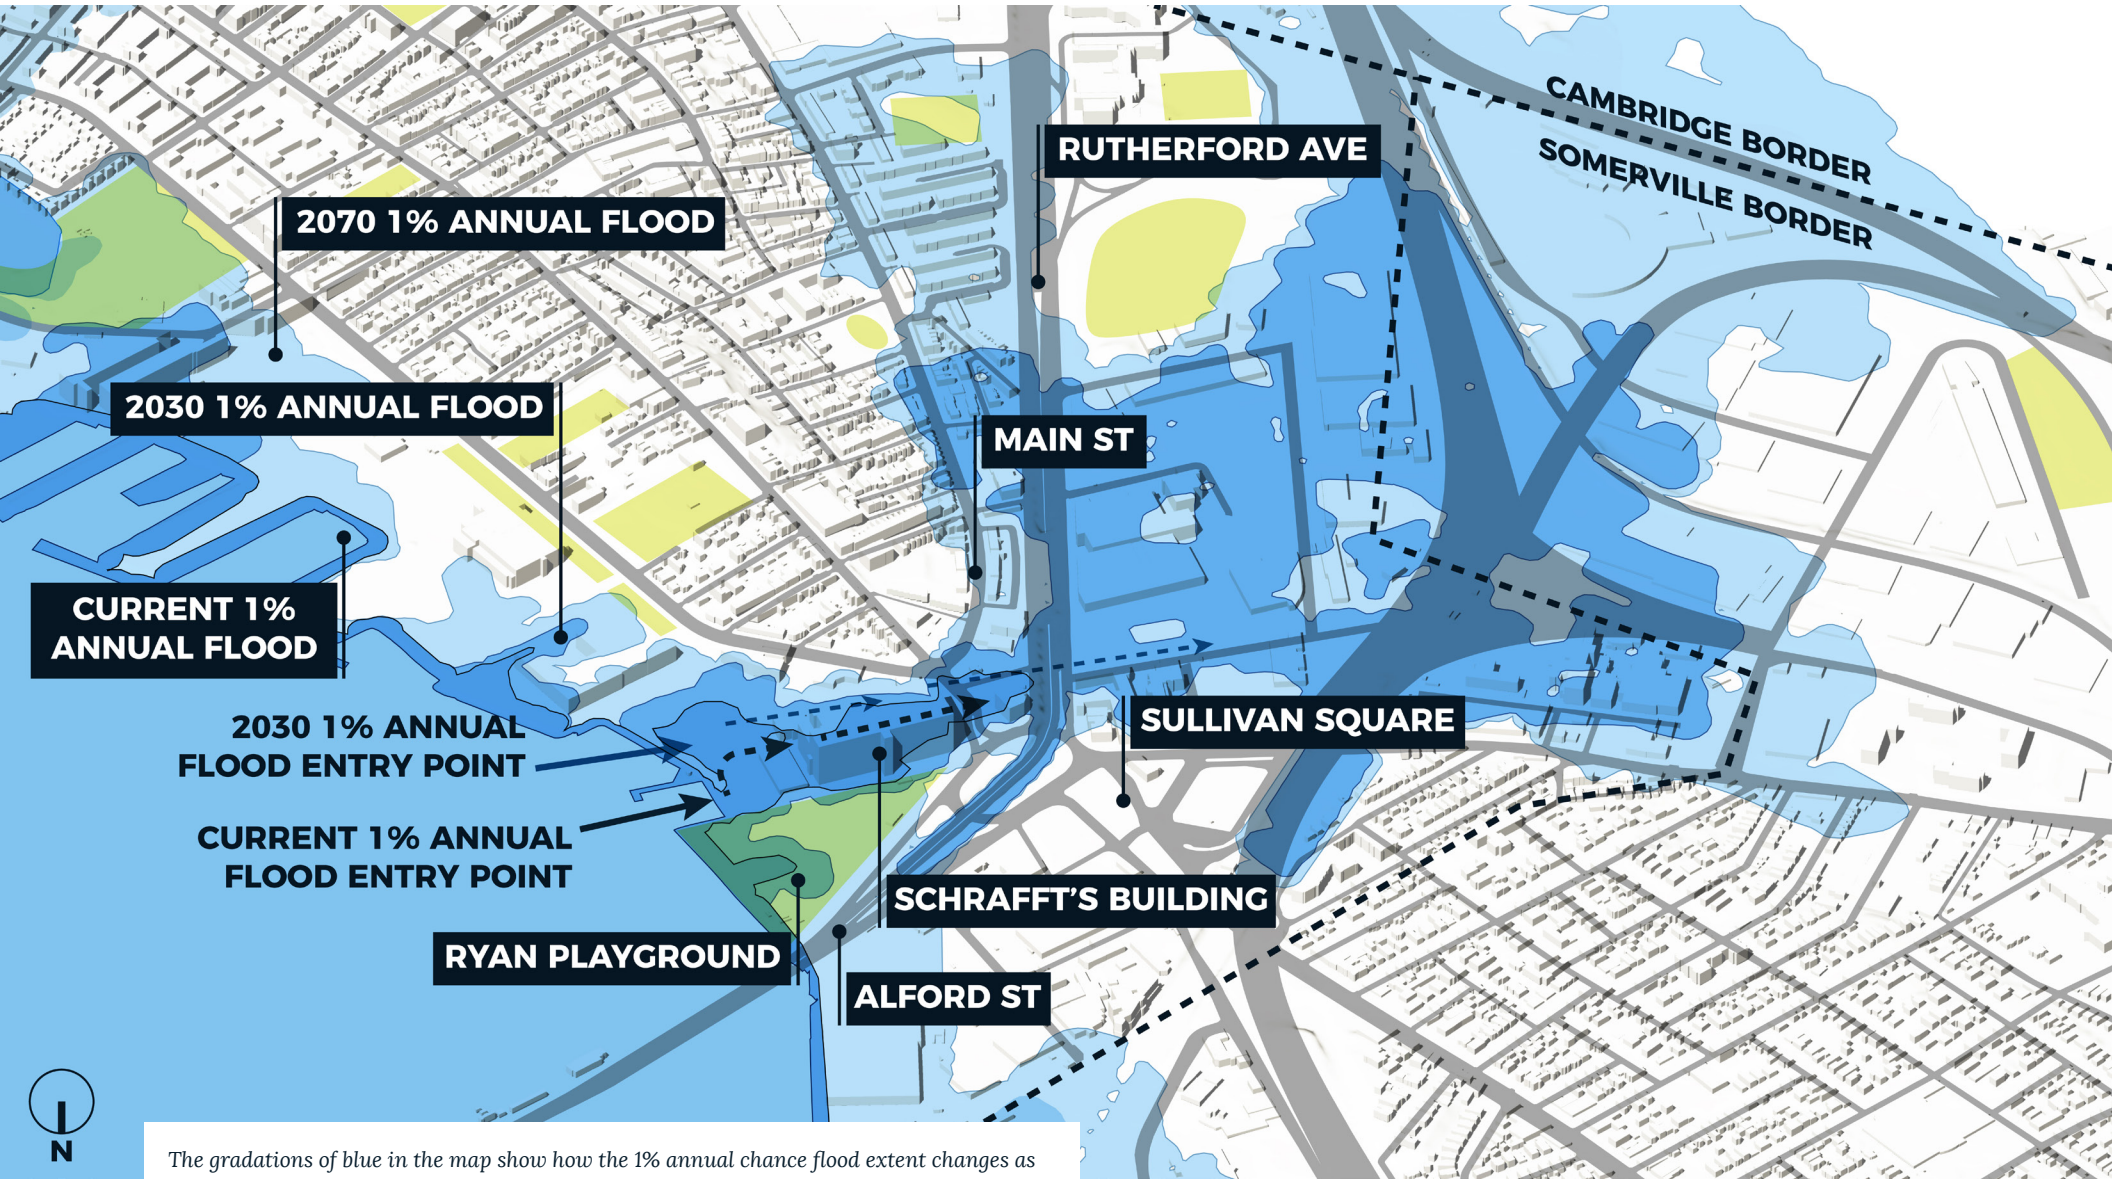 CAMBRIDGE BORDER
SOMERVILLE BORDER
RUTHERFORD AVE
2070 1% ANNUAL FLOOD
2030 1% ANNUAL FLOOD
MAIN ST
CURRENT 1%
ANNUAL FLOOD
2030 1% ANNUAL
FLOOD ENTRY POINT
SULLIVAN SQUARE
CURRENT 1% ANNUAL
FLOOD ENTRY POINT
SCHRAFFT'S BUILDING
RYAN PLAYGROUND
ALFORD ST
N
The gradations of blue in the map show how the 1% annual chance flood extent changes as